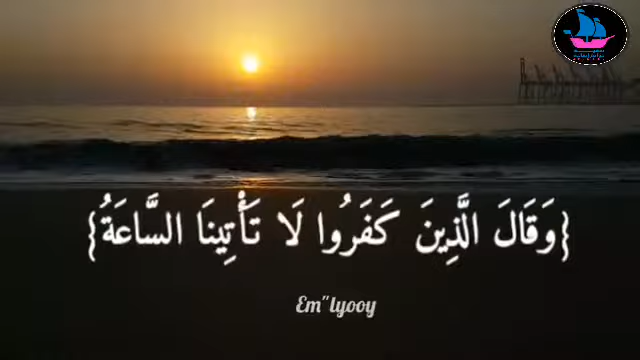 {وَقَالَ الَّذِينَ كَفَرُوا لَا تَأْتِينَا السَّاعَةُ}
Em"lyooy